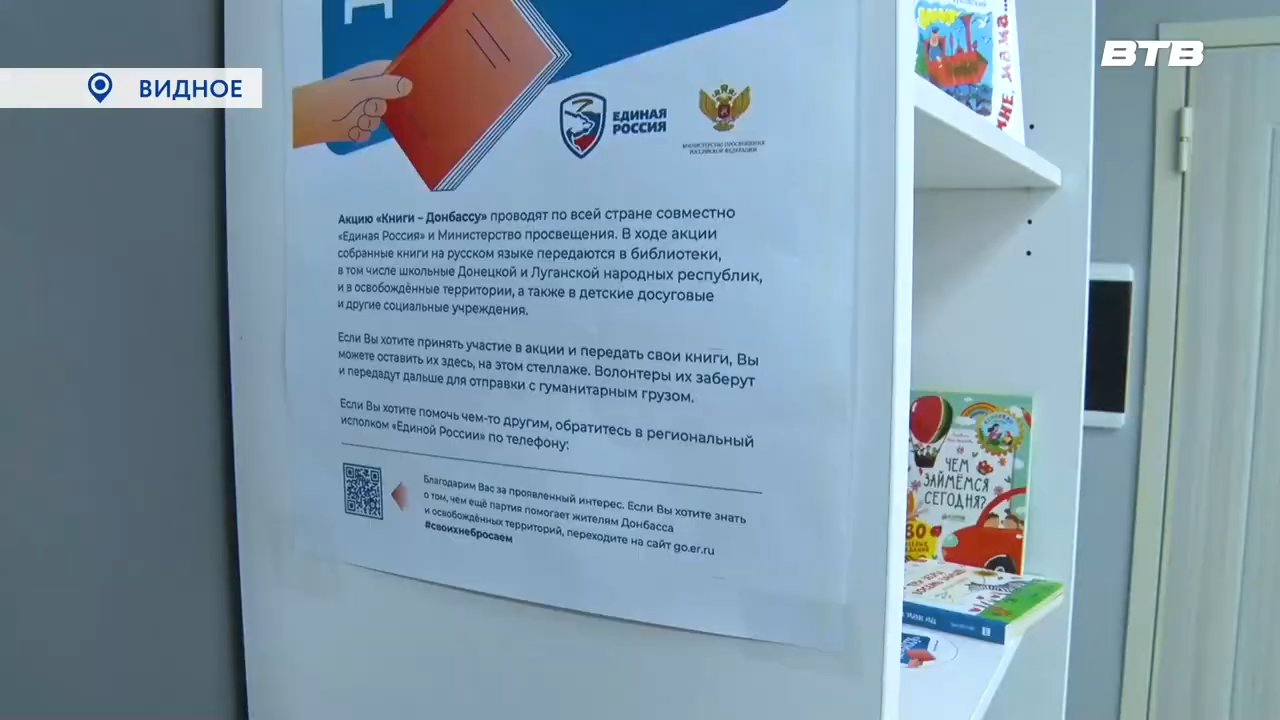 ВТВ
ВИДНОЕ
ЕДИНАЯ
РОССИЯ
МИНИСТЕРСТВО ПРОСВЕЩЕНИЯ
РОССИЙСКОЙ ФЕДЕРАЦИИ
Акцию «Книги – Донбассу» проводят по всей стране совместно
«Единая Россия» и Министерство просвещения. В ходе акции
собранные книги на русском языке передаются в библиотеки,
в том числе школьные Донецкой и Луганской народных республик,
и в освобождённые территории, а также в детские досуговые
и другие социальные учреждения.
Если Вы хотите принять участие в акции и передать свои книги, Вы
можете оставить их здесь, на этом стеллаже. Волонтеры их заберут
и передадут дальше для отправки с гуманитарным грузом.
Если Вы хотите помочь чем-то другим, обратитесь в региональный
исполком «Единой России» по телефону:
Благодарим Вас за проявленный интерес. Если Вы хотите знать
о том, чем ещё партия помогает жителям Донбасса
и освобождённых территорий, переходите на сайт go.er.ru
#своихнебросаем
ЧЕМ
ЗАЙМЁМСЯ
СЕГОДНЯ?